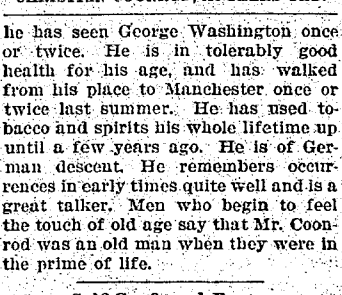 he has seen George Washington once
or twice. He is in tolerably good
health for his age, and has walked
from his place to Manchester once or
twice last summer. He has used to-
bacco and spirits his whole lifetime up
until a few years ago. He is of Ger-
man descent. He remembers occur-
rences in early times quite well and is a
great talker. Men who begin to feel
the touch of old age say that Mr. Coon-
rod was an old man when they were in
the prime of life.